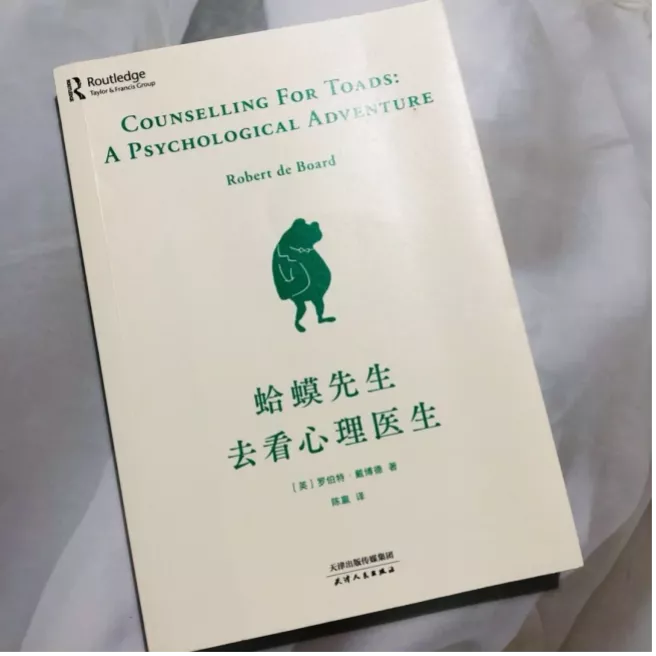 Routledge
Taylor & Francis Group
COUNSELLING FOR TOADS:
A PSYCHOLOGICAL ADVENTURE
Robert de Board
蛤蟆先生
去看心理医生
[英]罗伯特·戴博德 著
陈赢 译
天津出版传媒集团
天津人民出版社